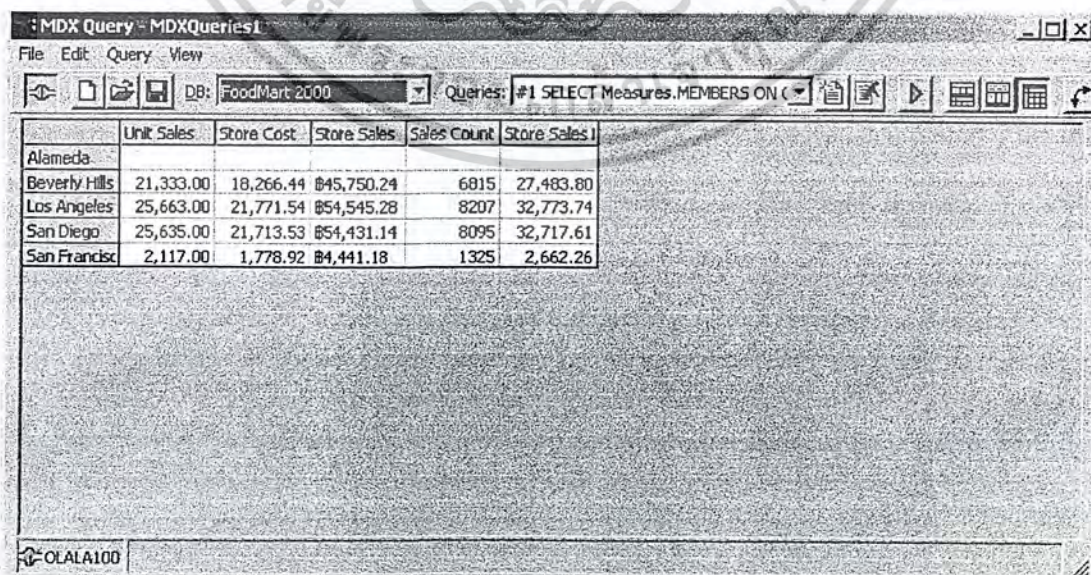 MDX Query - MDXQueries1
File Edit Query View
DB: FoodMart 2000 Queries: #1 SELECT Measures.MEMBERS ON (
Unit Sales Store Cost Store Sales Sales Count Store Sales
Alameda
Beverly Hills 21,333.00 18,266.44 ฿45,750.24 6815 27,483.80
Los Angeles 25,663.00 21,771.54 ฿54,545.28 8207 32,773.74
San Diego 25,635.00 21,713.53 ฿54,431.14 8095 32,717.61
San Francisc 2,117.00 1,778.92 ฿4,441.18 1325 2,662.26
OLALA100